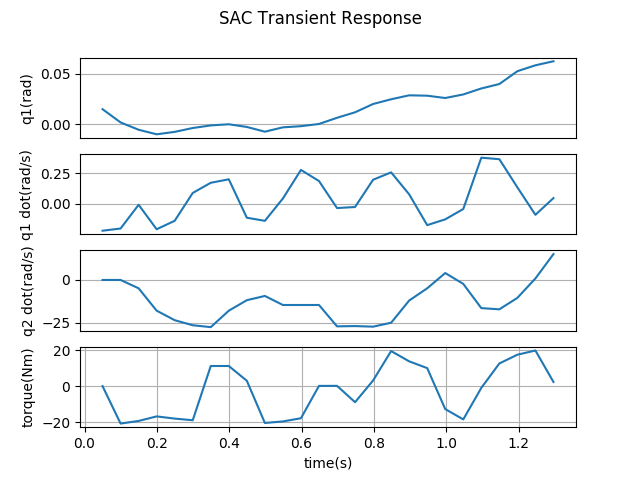 SAC Transient Response
q1(rad)
0.05
0.00
q1 dot(rad/s)
0.25
0.00
q2 dot(rad/s)
0
−25
torque(Nm)
20
0
−20
0.0 0.2 0.4 0.6 0.8 1.0 1.2
time(s)